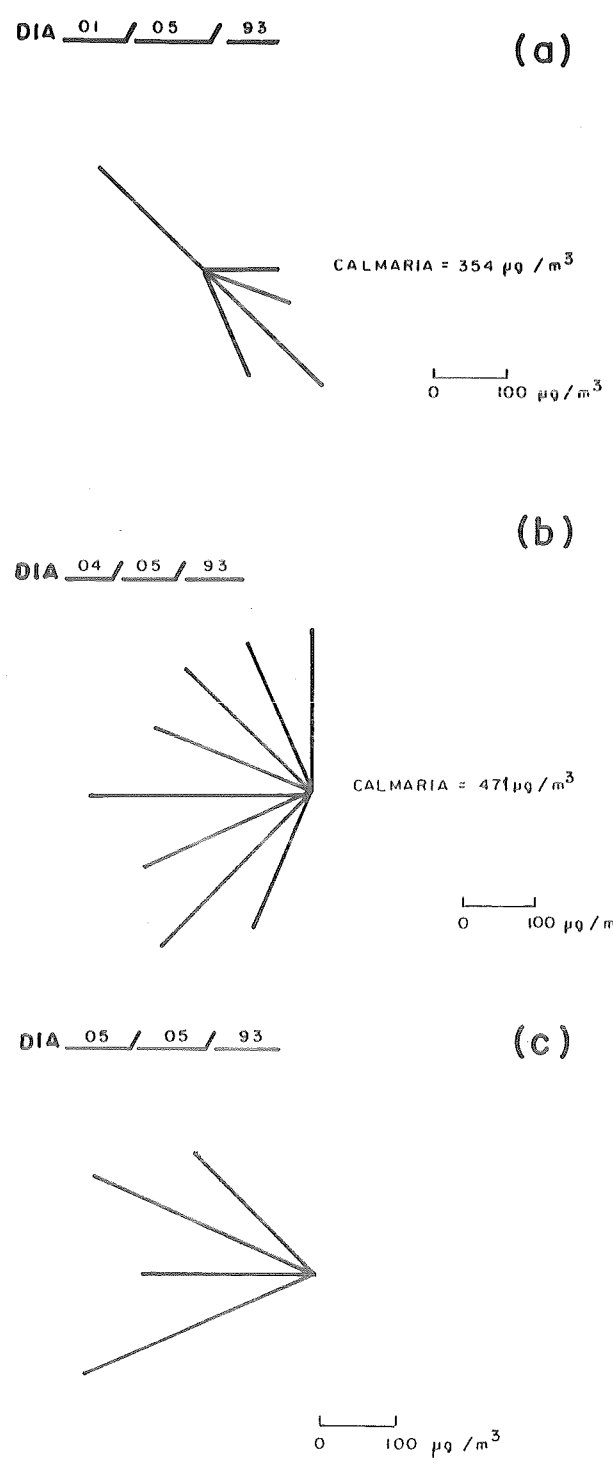 DIA 01 / 05 / 93
(a)
CALMARIA = 354 µg / m³
0 100 µg / m³
(b)
DIA 04 / 05 / 93
CALMARIA = 471 µg / m³
0 100 µg / m
DIA 05 / 05 / 93
(c)
0 100 µg / m³